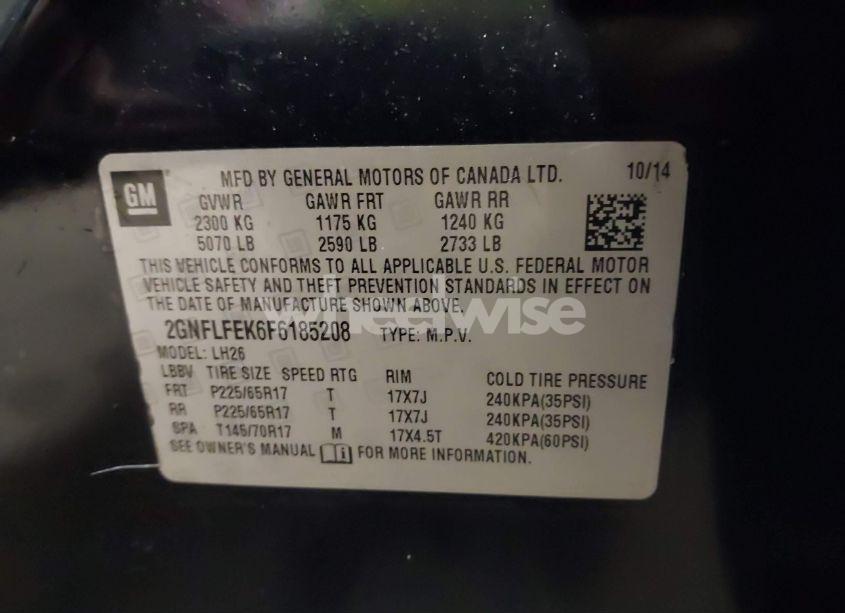 GM
MFD BY GENERAL MOTORS OF CANADA LTD. 10/14
GVWR GAWR FRT GAWR RR
2300 KG 1175 KG 1240 KG
5070 LB 2590 LB 2733 LB
THIS VEHICLE CONFORMS TO ALL APPLICABLE U.S. FEDERAL MOTOR
VEHICLE SAFETY AND THEFT PREVENTION STANDARDS IN EFFECT ON
THE DATE OF MANUFACTURE SHOWN ABOVE.
wheelwise
2GNFLFEK6F6185208 TYPE: M.P.V.
MODEL: LH26
LBBV TIRE SIZE SPEED RTG RIM COLD TIRE PRESSURE
FRT P225/65R17 T 17X7J 240KPA(35PSI)
RR P225/65R17 T 17X7J 240KPA(35PSI)
SPA T145/70R17 M 17X4.5T 420KPA(60PSI)
SEE OWNER'S MANUAL i FOR MORE INFORMATION.